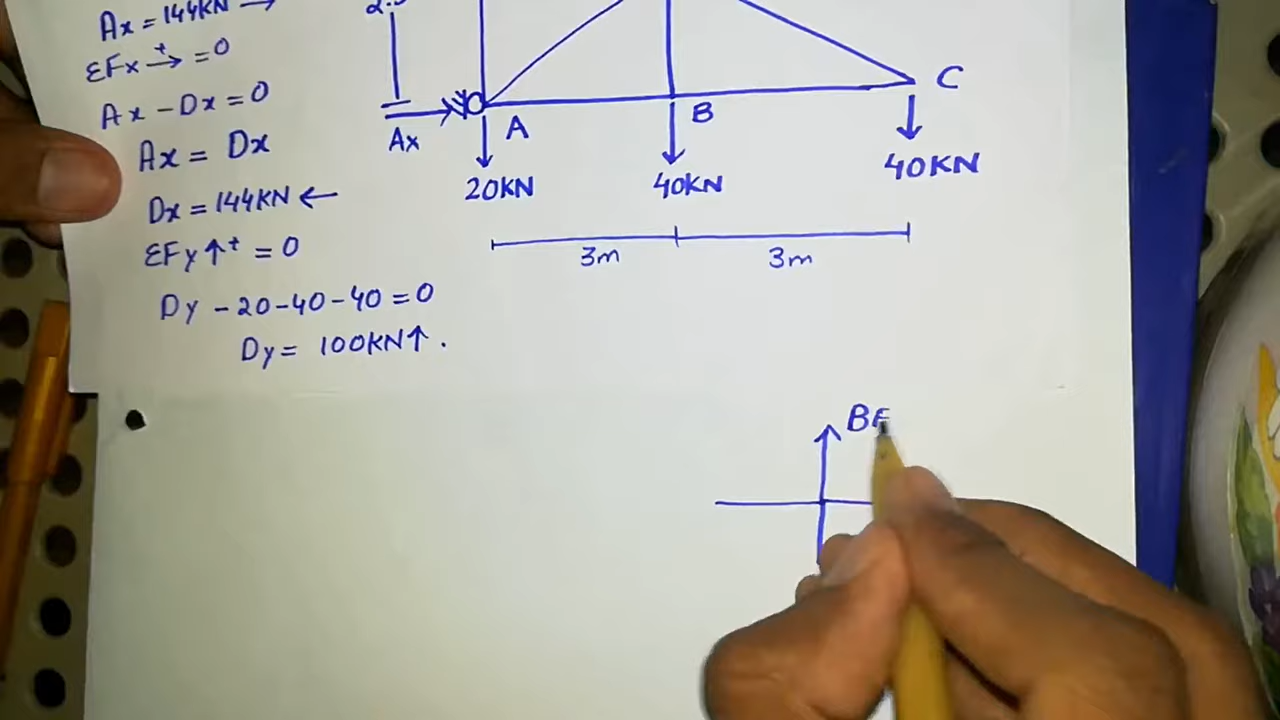 Ax = 144KN →
ΣFx →+ = 0
Ax - Dx = 0
Ax = Dx
Dx = 144KN ←
ΣFy ↑+ = 0
Dy - 20 - 40 - 40 = 0
Dy = 100KN ↑ .
Ax
A
B
C
20KN
40KN
40KN
3m
3m